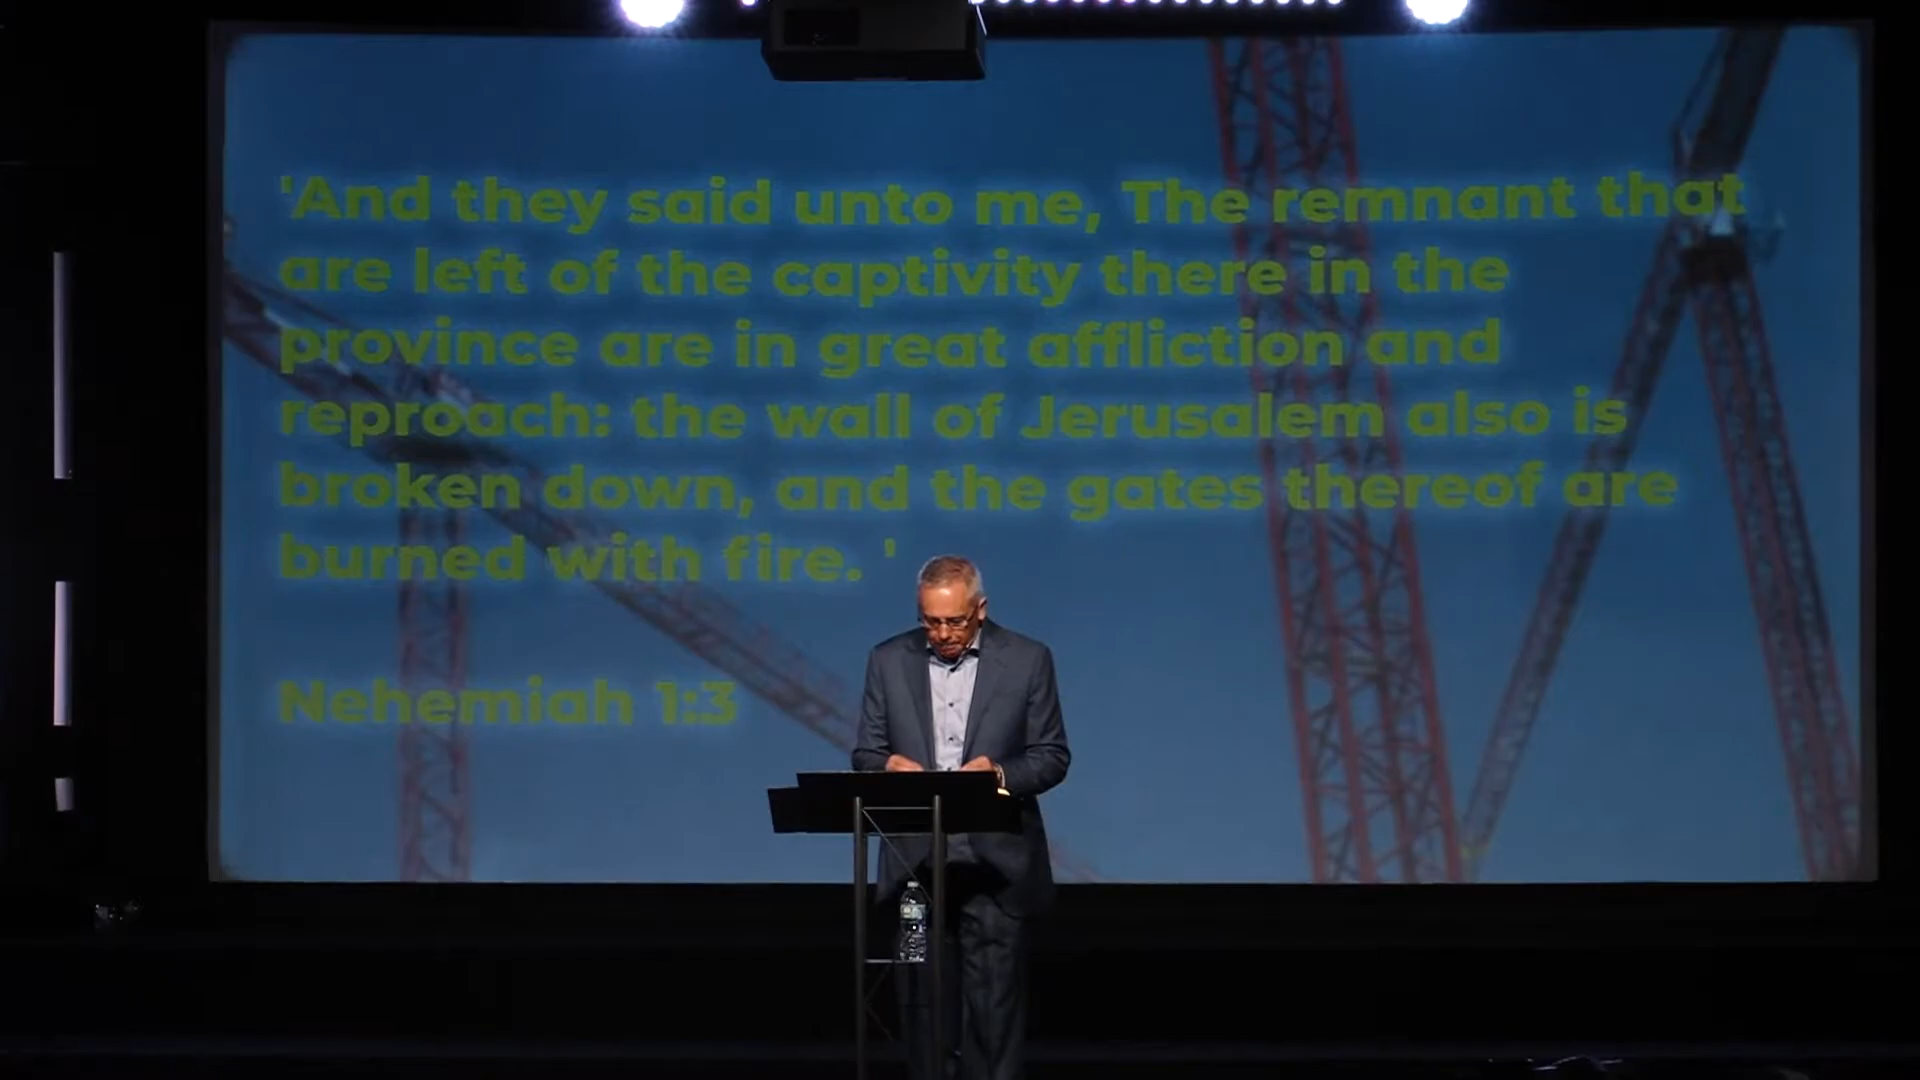 'And they said unto me, The remnant that
are left of the captivity there in the
province are in great affliction and
reproach: the wall of Jerusalem also is
broken down, and the gates thereof are
burned with fire. '
Nehemiah 1:3